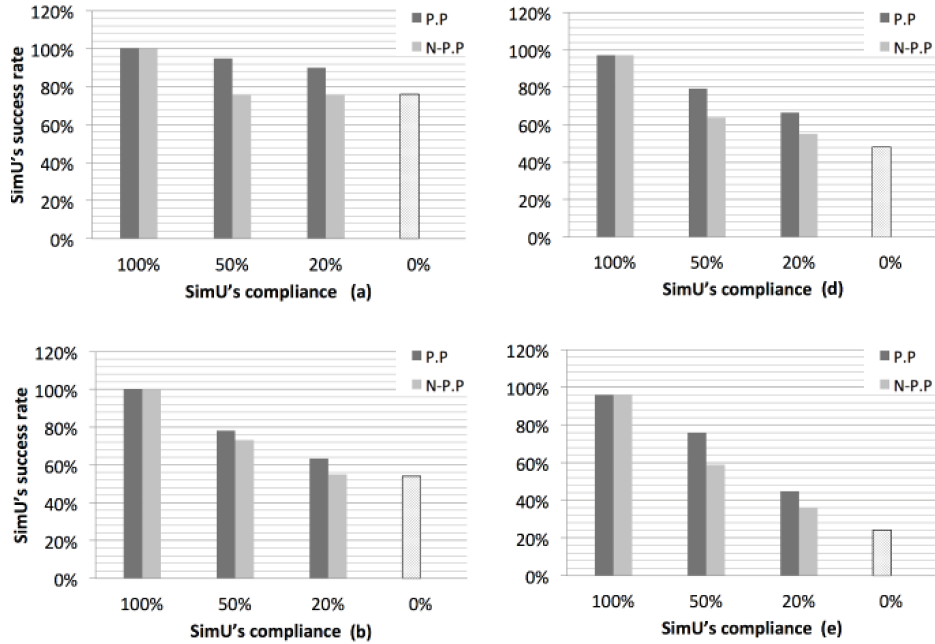 120%
100%
80%
60%
40%
20%
0%
SimU's success rate
P.P
N-P.P
100% 50% 20% 0%
SimU's compliance (a)
120%
100%
80%
60%
40%
20%
0%
P.P
N-P.P
100% 50% 20% 0%
SimU's compliance (d)
120%
100%
80%
60%
40%
20%
0%
SimU's success rate
P.P
N-P.P
100% 50% 20% 0%
SimU's compliance (b)
120%
100%
80%
60%
40%
20%
0%
P.P
N-P.P
100% 50% 20% 0%
SimU's compliance (e)